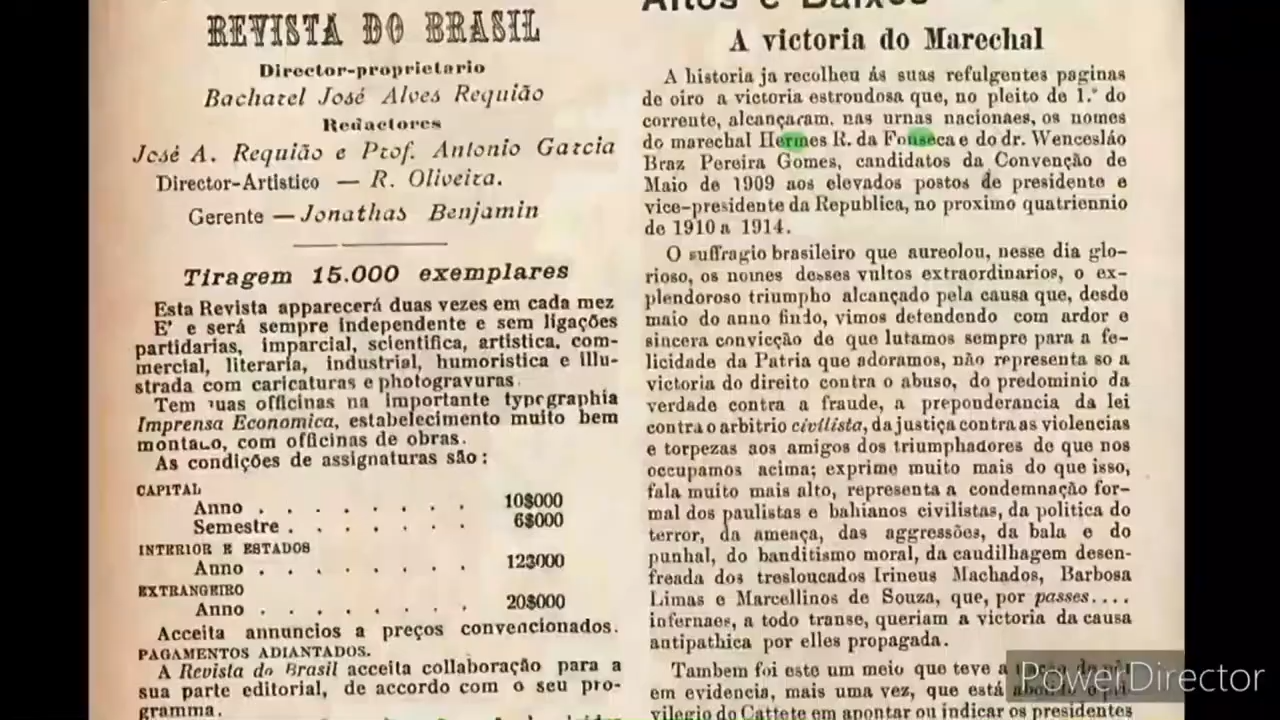 REVISTA DO BRASIL
Director-proprietario
Bacharel José Alves Requião
Redactores
José A. Requião e Prof. Antonio Garcia
Director-Artistico — R. Oliveira.
Gerente — Jonathas Benjamin
Tiragem 15.000 exemplares
Esta Revista apparecerá duas vezes em cada mez
E' e será sempre independente e sem ligações
partidarias, imparcial, scientifica, artistica, com-
mercial, literaria, industrial, humoristica e illu-
strada com caricaturas e photogravuras.
Tem suas officinas na importante typographia
Imprensa Economica, estabelecimento muito bem
montado, com officinas de obras.
As condições de assignaturas são:
CAPITAL
Anno . . . . . . . . 10$000
Semestre . . . . . . . 6$000
INTERIOR E ESTADOS
Anno . . . . . . . . 12$000
EXTRANGEIRO
Anno . . . . . . . . 20$000
Acceita annuncios a preços convencionados.
PAGAMENTOS ADIANTADOS.
A Revista do Brasil acceita collaboração para a
sua parte editorial, de accordo com o seu pro-
gramma.
Altos e Baixos
A victoria do Marechal
A historia ja recolheu ás suas refulgentes paginas
de oiro a victoria estrondosa que, no pleito de 1.º do
corrente, alcançaram. nas urnas nacionaes, os nomes
do marechal Hermes R. da Fonseca e do dr. Wencesláo
Braz Pereira Gomes, candidatos da Convenção de
Maio de 1909 aos elevados postos de presidente e
vice-presidente da Republica, no proximo quatriennio
de 1910 a 1914.
O suffragio brasileiro que aureolou, nesse dia glo-
rioso, os nomes desses vultos extraordinarios, o ex-
plendoroso triumpho alcançado pela causa que, desde
maio do anno findo, vimos defendendo com ardor e
sincera convicção de que lutamos sempre para a fe-
licidade da Patria que adoramos, não representa so a
victoria do direito contra o abuso, do predominio da
verdade contra a fraude, a preponderancia da lei
contra o arbitrio civilista, da justiça contra as violencias
e torpezas aos amigos dos triumphadores de que nos
occupamos acima; exprime muito mais do que isso,
fala muito mais alto, representa a condemnação for-
mal dos paulistas e bahianos civilistas, da politica do
terror, da ameaça, das aggressões, da bala e do
punhal, do banditismo moral, da caudilhagem desen-
freada dos tresloucados Irineus Machados, Barbosa
Limas e Marcellinos de Souza, que, por passes....
infernaes, a todo transe, queriam a victoria da causa
antipathica por elles propagada.
Tambem foi este um meio que teve a
em evidencia, mais uma vez, que está
vilegio do Cattete em apontar ou indicar os presidentes
PowerDirector